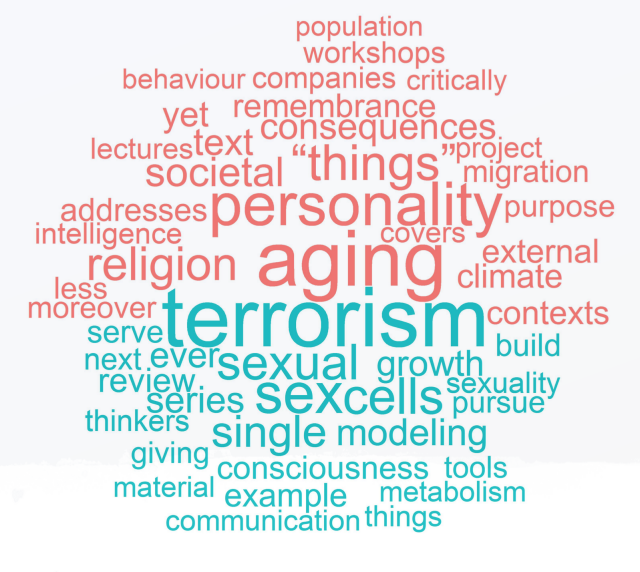 population
workshops
behaviour companies critically
yet remembrance
lectures text consequences project
societal “things” migration
addresses personality purpose
intelligence covers
religion aging external
less climate
moreover terrorism contexts
serve build
next ever sexual growth
review sexuality
series sex cells pursue
thinkers single modeling
giving consciousness tools
material example metabolism
communication things